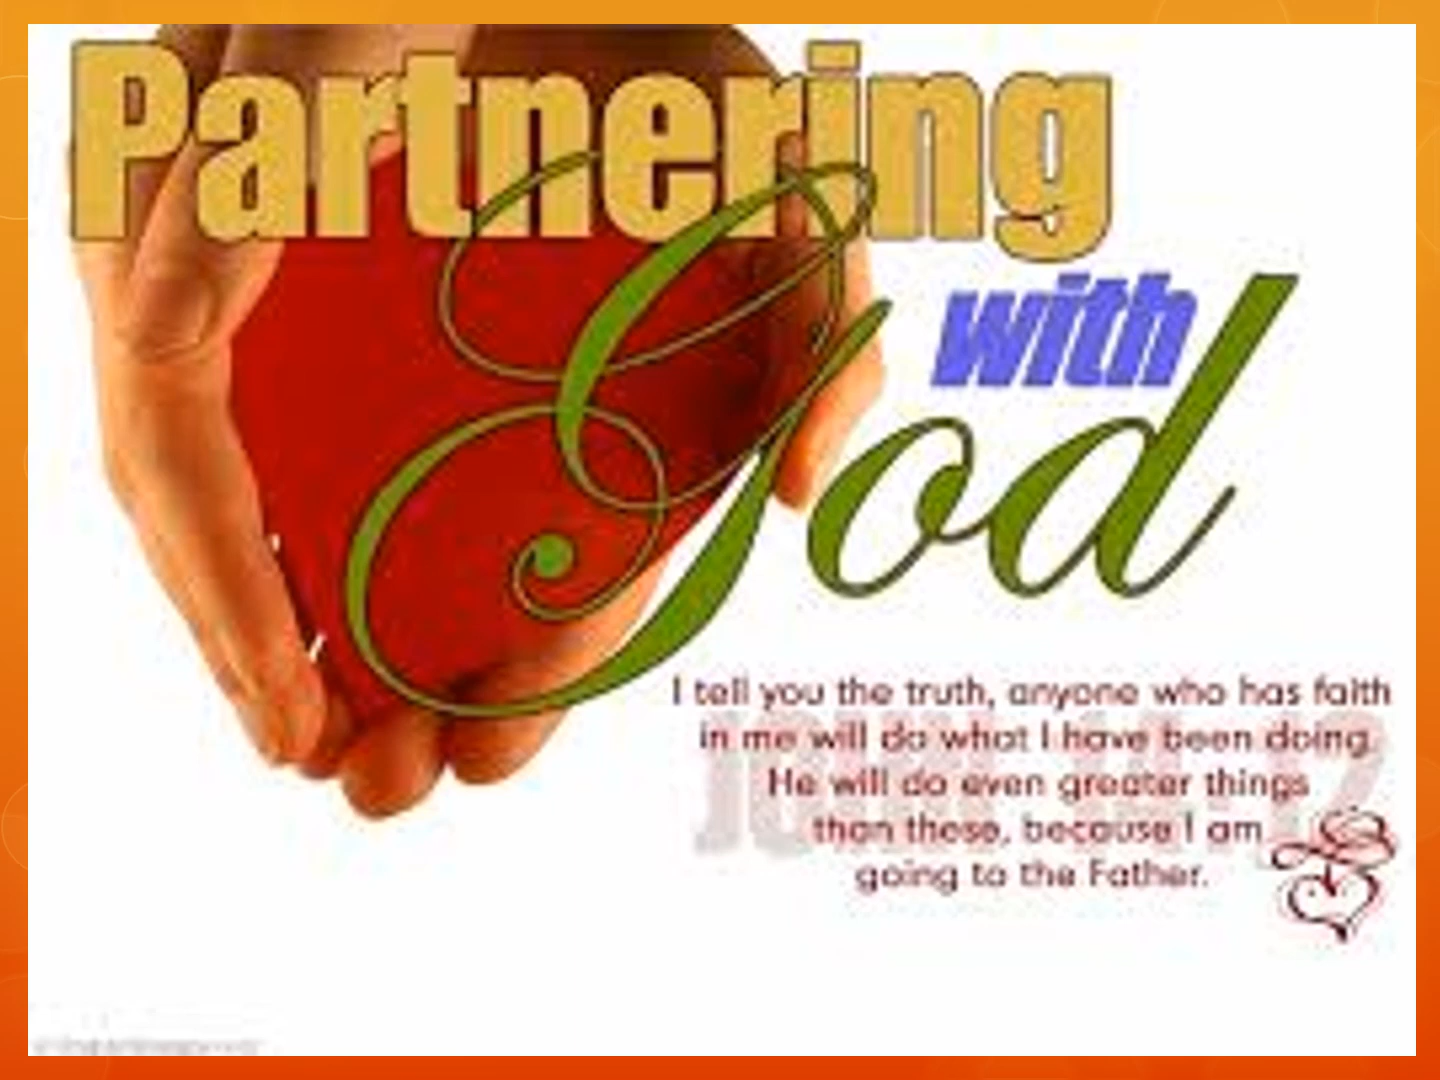 Partnering
with
God
I tell you the truth, anyone who has faith
in me will do what I have been doing.
He will do even greater things
than these, because I am
going to the Father.